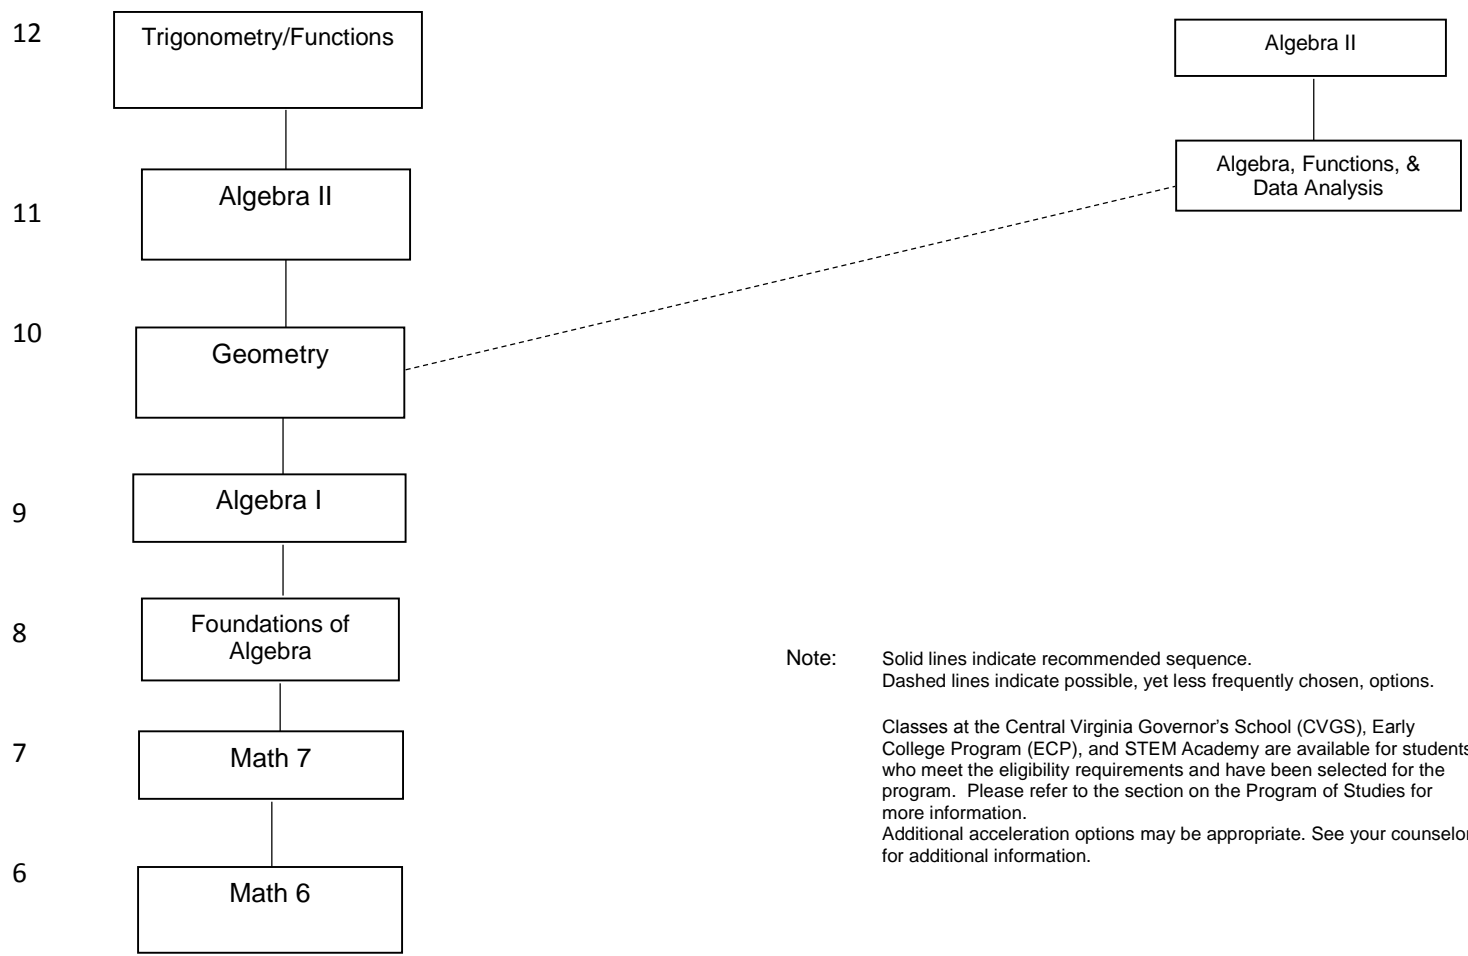 12
Trigonometry/Functions
Algebra II
11
Algebra II
Algebra, Functions, &
Data Analysis
10
Geometry
9
Algebra I
8
Foundations of
Algebra
7
Math 7
6
Math 6
Note:
Solid lines indicate recommended sequence.
Dashed lines indicate possible, yet less frequently chosen, options.
Classes at the Central Virginia Governor’s School (CVGS), Early
College Program (ECP), and STEM Academy are available for students
who meet the eligibility requirements and have been selected for the
program.  Please refer to the section on the Program of Studies for
more information.
Additional acceleration options may be appropriate. See your counselor
for additional information.